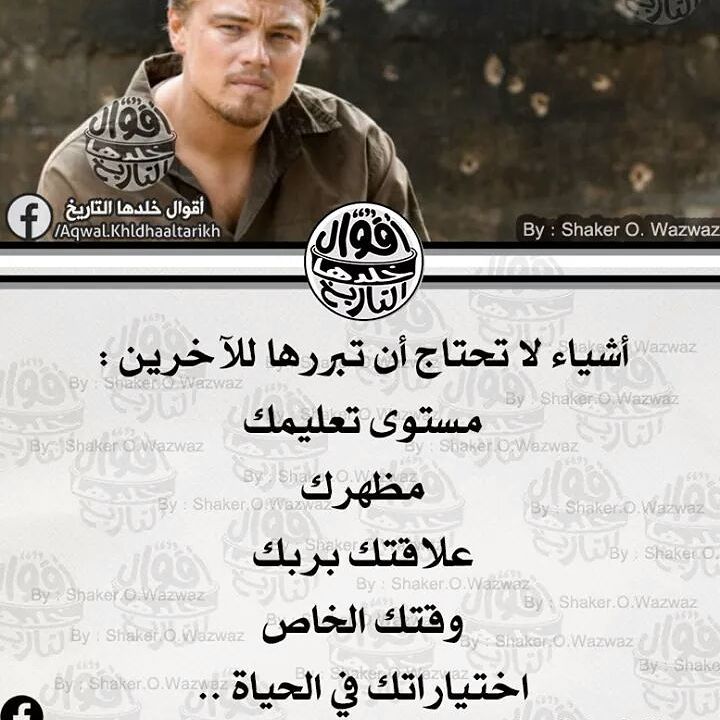 أقوال
خلدها
التاريخ
أقوال خلدها التاريخ
/Aqwal.Khldhaaltarikh
By : Shaker O. Wazwaz
أقوال
خلدها
التاريخ
أشياء لا تحتاج أن تبررها للآخرين :
مستوى تعليمك
مظهرك
علاقتك بربك
وقتك الخاص
اختياراتك في الحياة ..
By : Shaker.O.Wazwaz